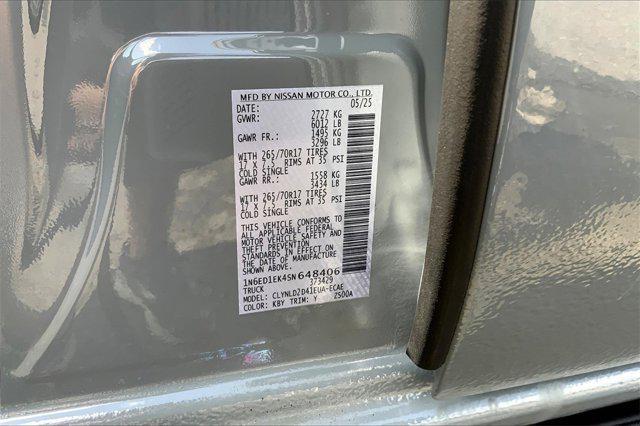 MFD BY NISSAN MOTOR CO., LTD.
DATE: 05/25
GVWR: 2727 KG
6012 LB
GAWR FR.: 1495 KG
3296 LB
WITH 265/70R17 TIRES
17 X 7.5 RIMS AT 35 PSI
COLD SINGLE
GAWR RR.: 1558 KG
3434 LB
WITH 265/70R17 TIRES
17 X 7.5 RIMS AT 35 PSI
COLD SINGLE
THIS VEHICLE CONFORMS TO
ALL APPLICABLE FEDERAL
MOTOR VEHICLE SAFETY AND
THEFT PREVENTION
STANDARDS IN EFFECT ON
THE DATE OF MANUFACTURE
SHOWN ABOVE.
1N6ED1EK4SN648406
TRUCK 373429
MODEL: CLYNLD2D41EUA-ECAE
COLOR: KBY TRIM: Y 2S00A